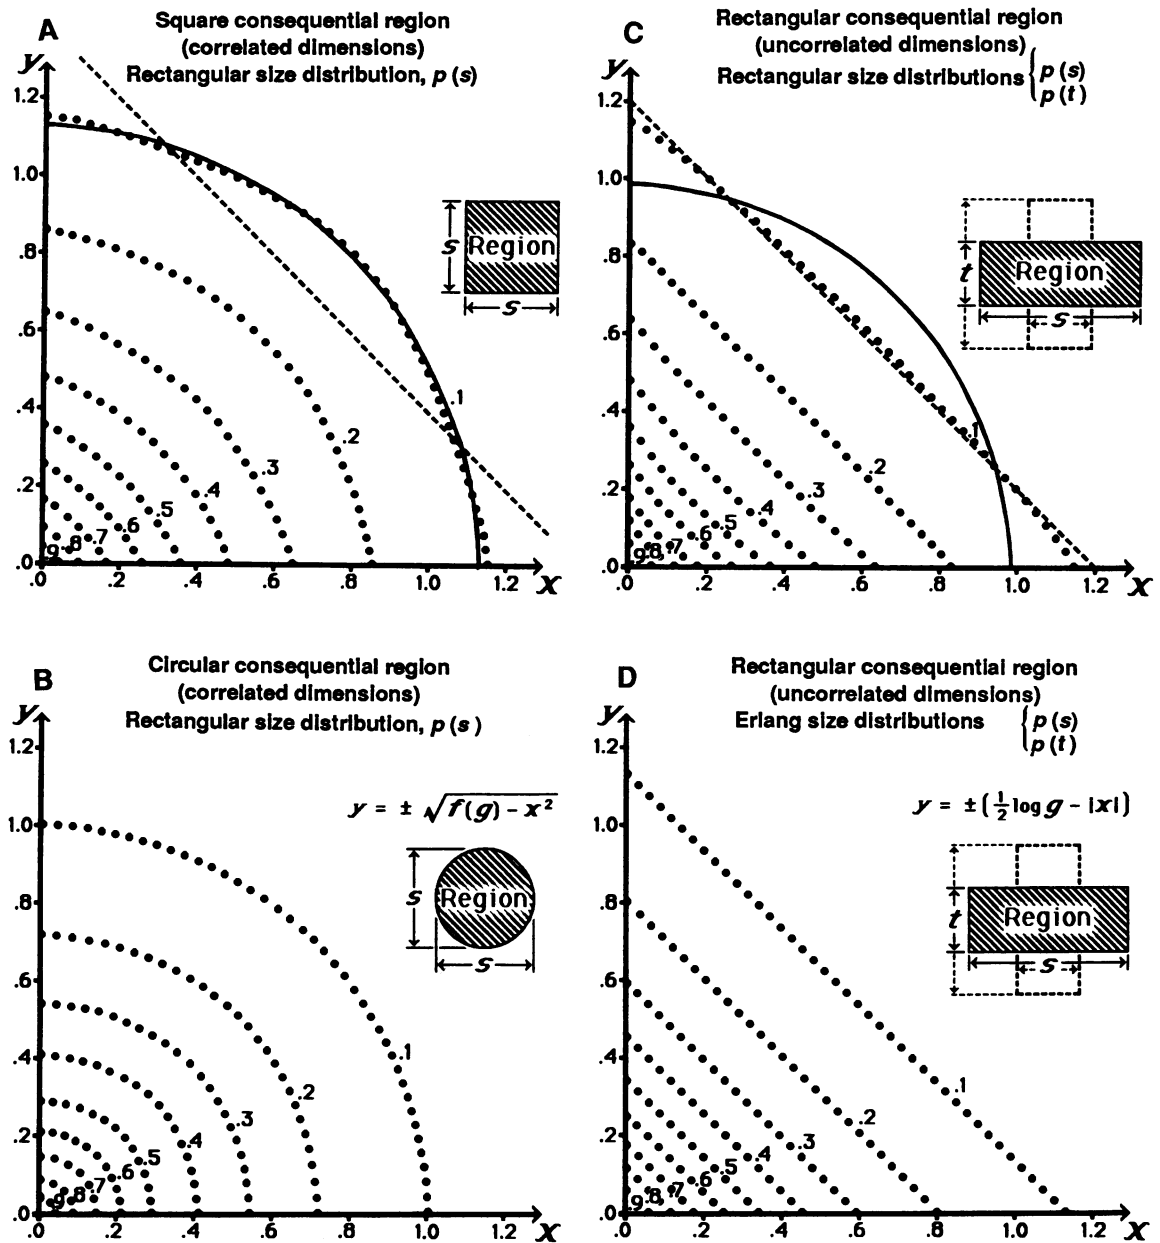 A
Square consequential region
(correlated dimensions)
Rectangular size distribution, p (s)
y
1.2
1.0
.8
.6
.4
.2
.0
.0 .2 .4 .6 .8 1.0 1.2
x
.1
.2
.3
.4
.5
.6
.7
.8
.9
s
Region
s
C
Rectangular consequential region
(uncorrelated dimensions)
Rectangular size distributions { p (s)
p (t)
y
1.2
1.0
.8
.6
.4
.2
.0
.0 .2 .4 .6 .8 1.0 1.2
x
.1
.2
.3
.4
.5
.6
.7
.8
.9
t
Region
s
s
B
Circular consequential region
(correlated dimensions)
Rectangular size distribution, p (s)
y
1.2
1.0
.8
.6
.4
.2
.0
.0 .2 .4 .6 .8 1.0 1.2
x
y = ± √f(g) – x²
.1
.2
.3
.4
.5
.6
.7
.8
.9
s
Region
s
D
Rectangular consequential region
(uncorrelated dimensions)
Erlang size distributions { p (s)
p (t)
y
1.2
1.0
.8
.6
.4
.2
.0
.0 .2 .4 .6 .8 1.0 1.2
x
y = ±(½ log g – |x|)
.1
.2
.3
.4
.5
.6
.7
.8
.9
t
Region
s